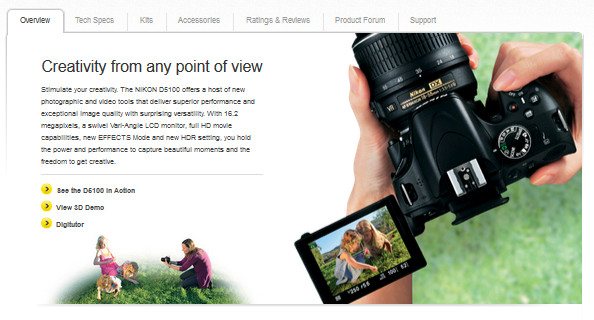 Overview
Tech Specs
Kits
Accessories
Ratings & Reviews
Product Forum
Support
Creativity from any point of view
Stimulate your creativity. The NIKON D5100 offers a host of new
photographic and video tools that deliver superior performance and
exceptional image quality with surprising versatility. With 16.2
megapixels, a swivel Vari-Angle LCD monitor, full HD movie
capabilities, new EFFECTS Mode and new HDR setting, you hold
the power and performance to capture beautiful moments and the
freedom to get creative.
See the D5100 in Action
View 3D Demo
Digitutor
Nikon DX